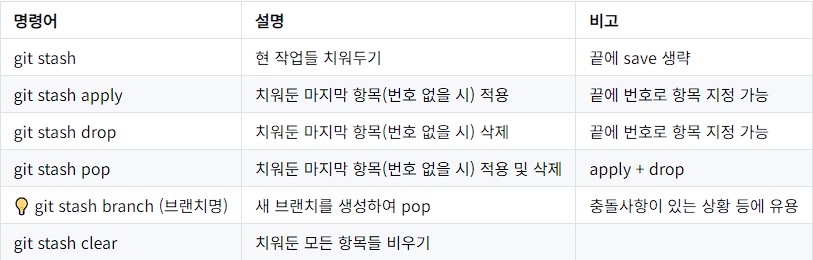 명령어 설명 비고
git stash 현 작업들 치워두기 끝에 save 생략
git stash apply 치워둔 마지막 항목(번호 없을 시) 적용 끝에 번호로 항목 지정 가능
git stash drop 치워둔 마지막 항목(번호 없을 시) 삭제 끝에 번호로 항목 지정 가능
git stash pop 치워둔 마지막 항목(번호 없을 시) 적용 및 삭제 apply + drop
💡 git stash branch (브랜치명) 새 브랜치를 생성하여 pop 충돌사항이 있는 상황 등에 유용
git stash clear 치워둔 모든 항목들 비우기